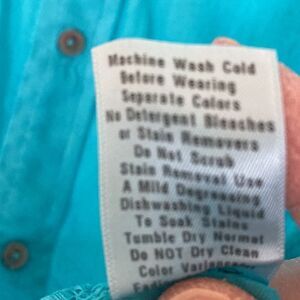 Machine Wash Cold
Before Wearing
Separate Colors
No Detergent Bleaches
or Stain Removers
Do Not Scrub
Stain Removal Use
A Mild Degreasing
Dishwashing Liquid
To Soak Stains
Tumble Dry Normal
Do NOT Dry Clean
Color Variances